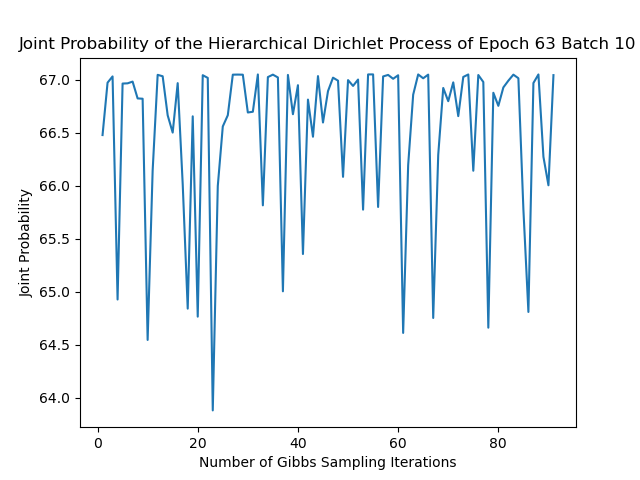 Joint Probability of the Hierarchical Dirichlet Process of Epoch 63 Batch 10
67.0
66.5
66.0
65.5
65.0
64.5
64.0
Joint Probability
0 20 40 60 80
Number of Gibbs Sampling Iterations